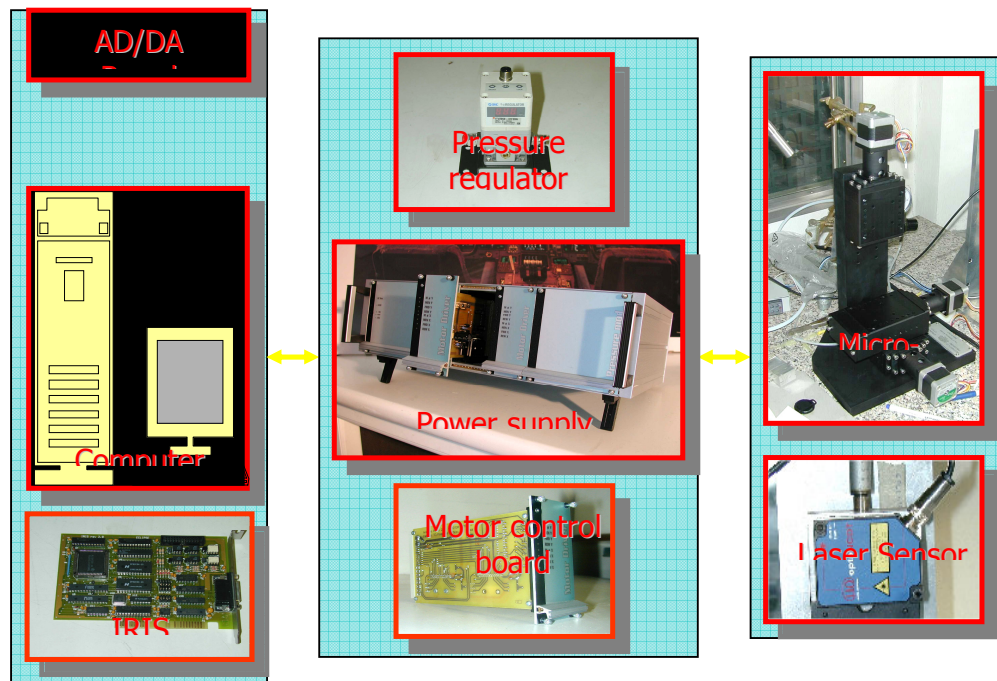 AD/DA
Computer
IRIS
Pressure
regulator
Power supply
Motor control
board
Micro-
Laser Sensor